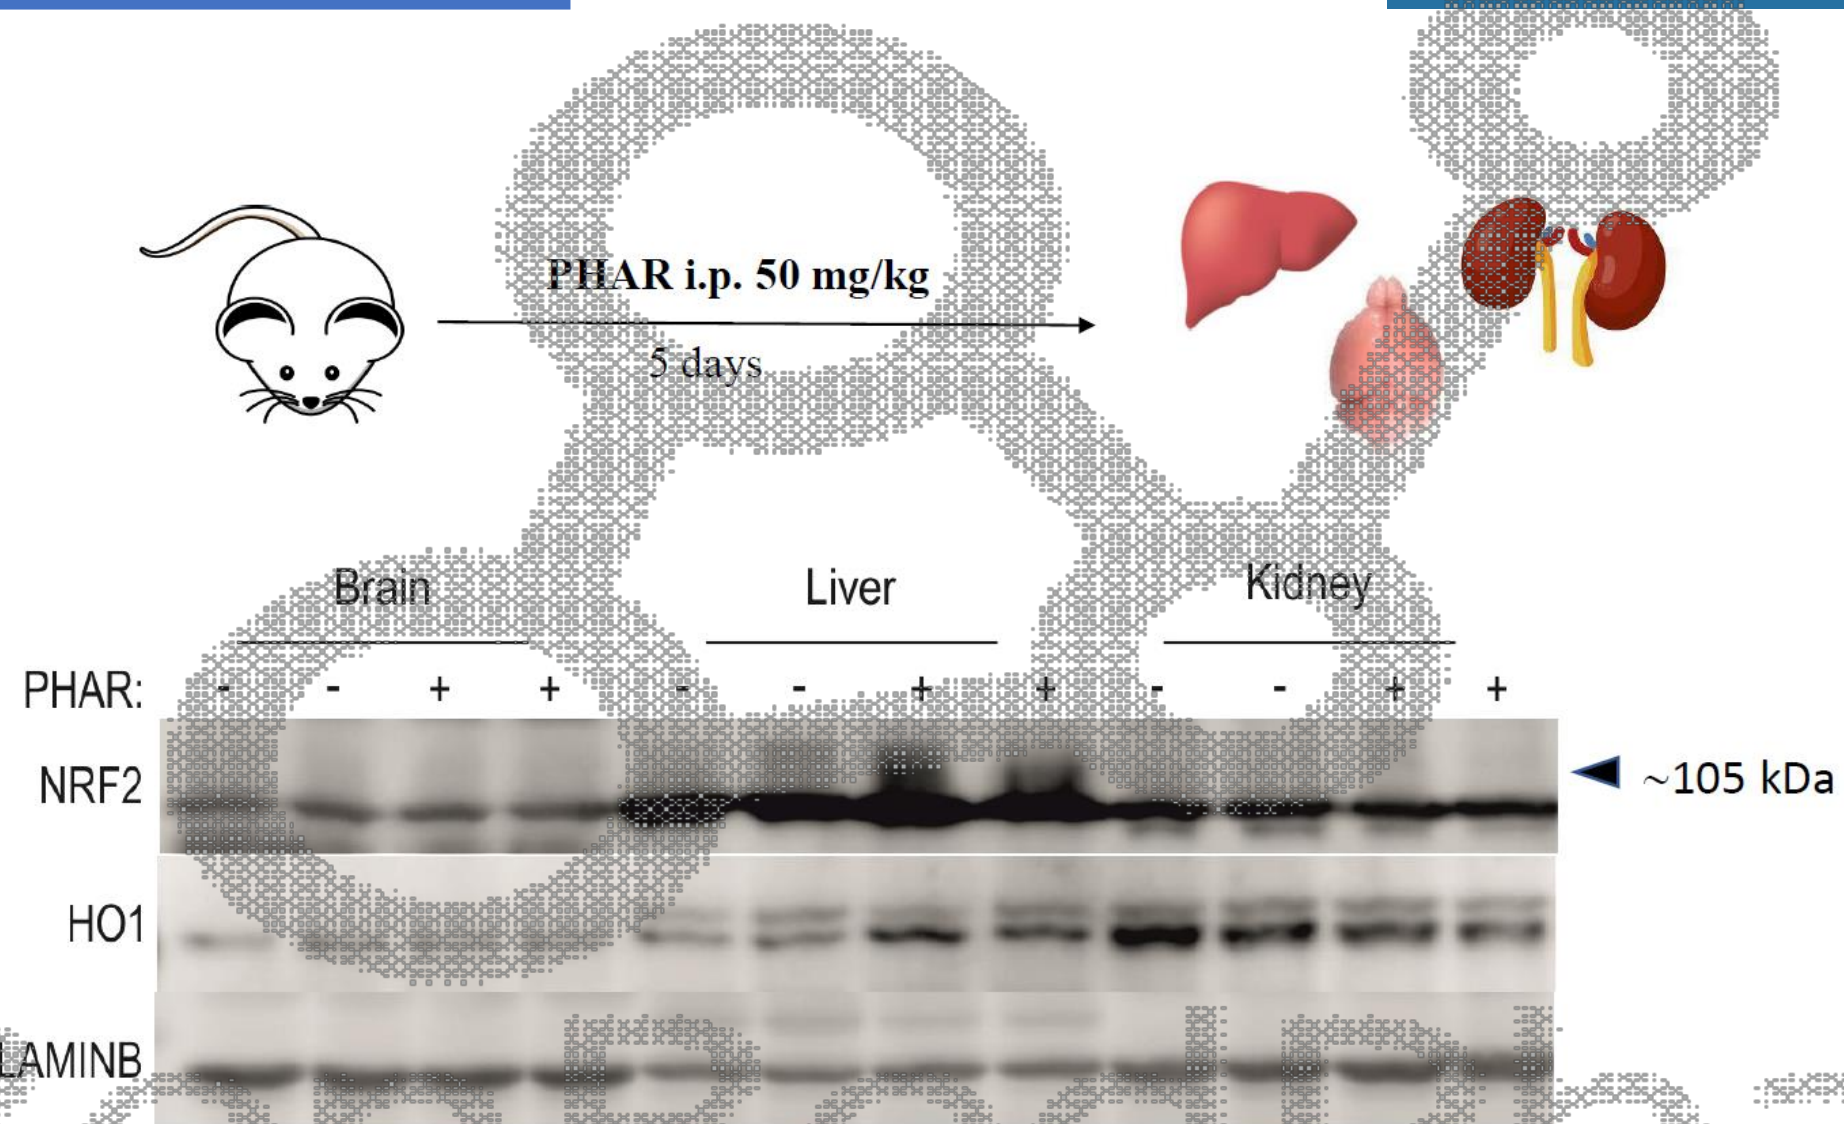 PHAR i.p. 50 mg/kg
5 days
Brain Liver Kidney
PHAR: - - + + - - + + - - + +
NRF2 ~105 kDa
HO1
LAMINB